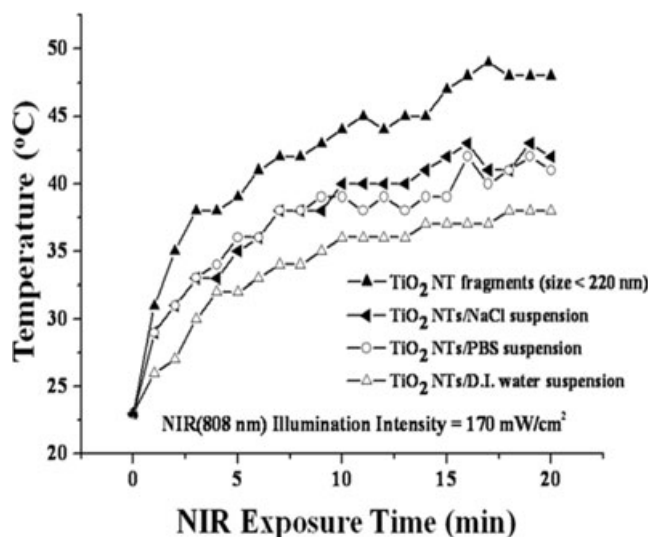 Temperature (°C)
50
45
40
35
30
25
20
TiO₂ NT fragments (size < 220 nm)
TiO₂ NTs/NaCl suspension
TiO₂ NTs/PBS suspension
TiO₂ NTs/D.I. water suspension
NIR(808 nm) Illumination Intensity = 170 mW/cm²
0 5 10 15 20
NIR Exposure Time (min)